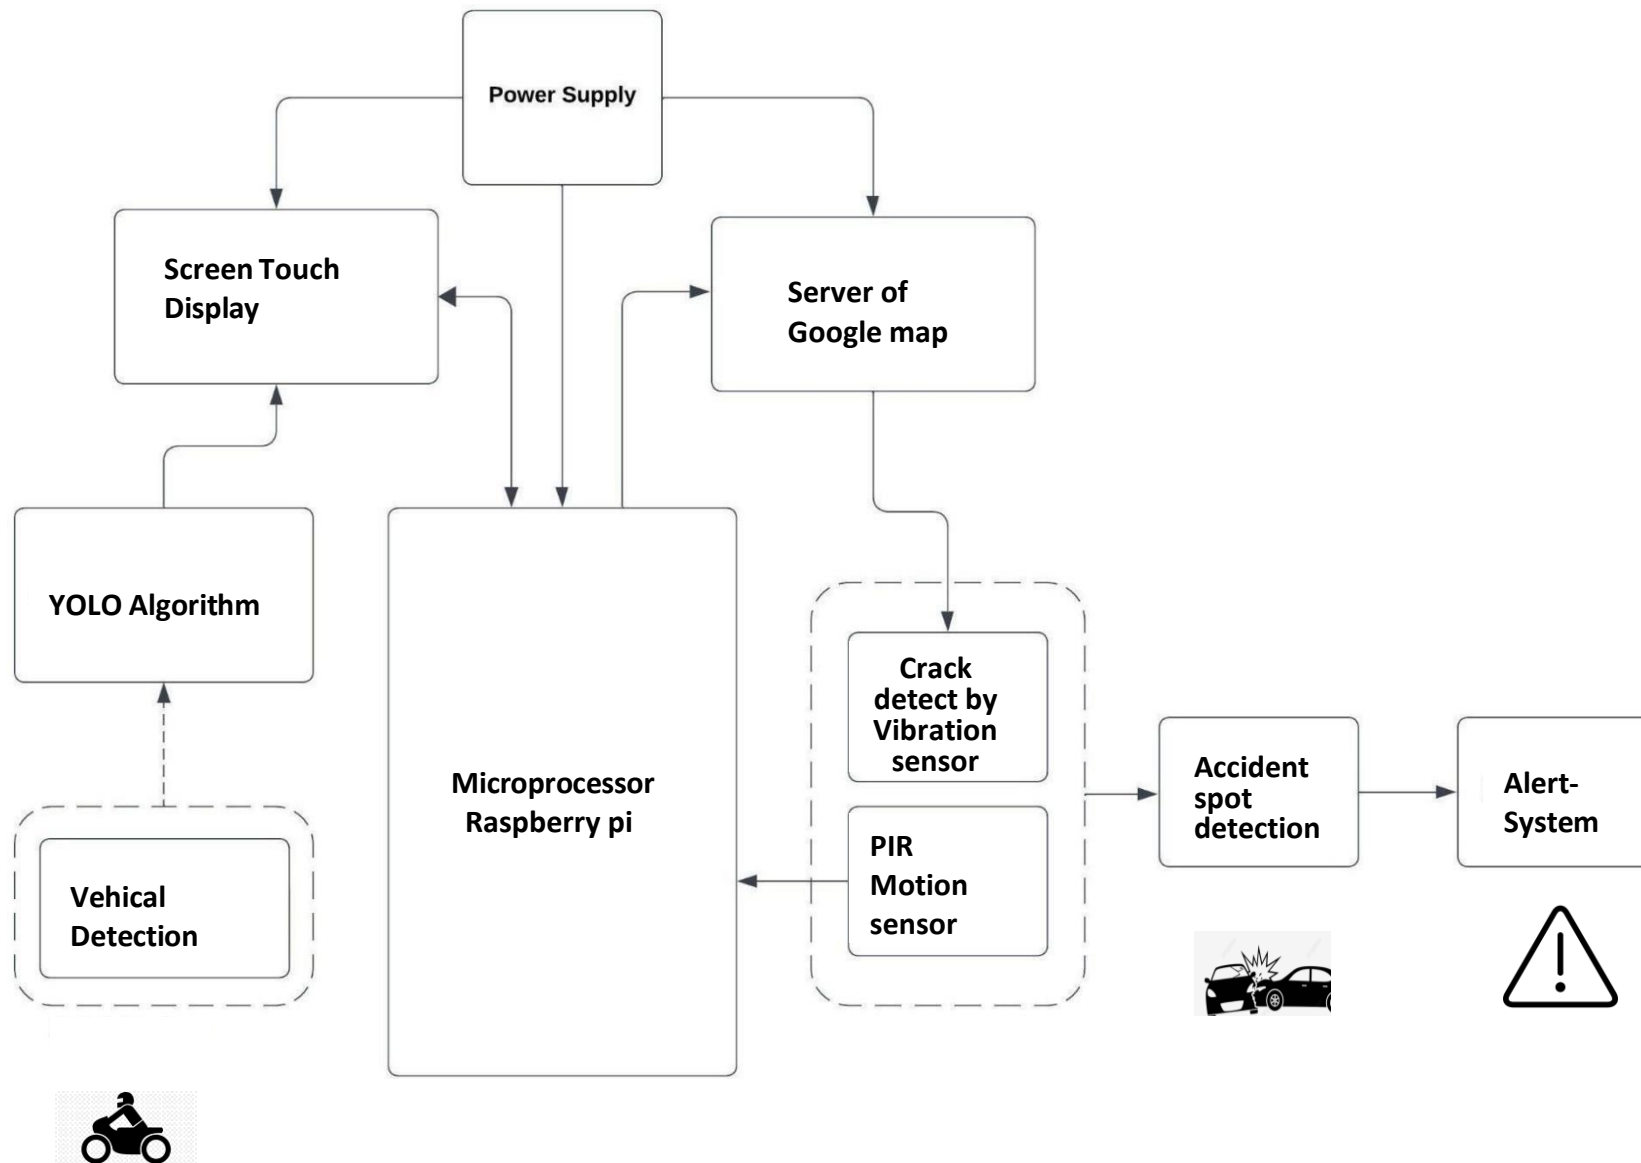 Power Supply
Screen Touch
Display
Server of
Google map
YOLO Algorithm
Crack
detect by
Vibration
sensor
Microprocessor
Raspberry pi
Accident
spot
detection
Alert-
System
PIR
Motion
sensor
Vehical
Detection